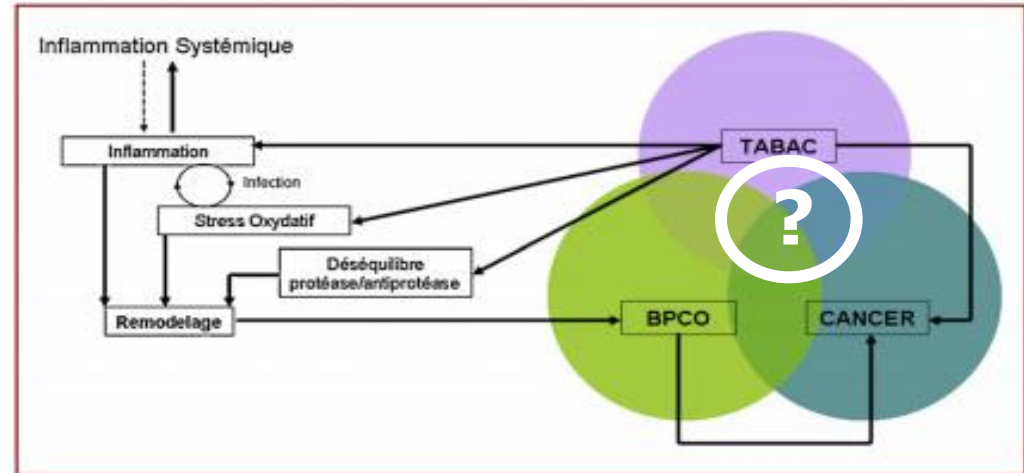 Inflammation Systémique
Inflammation
TABAC
Infection
?
Stress Oxydatif
Déséquilibre
protéase/antiprotéase
Remodelage
BPCO
CANCER